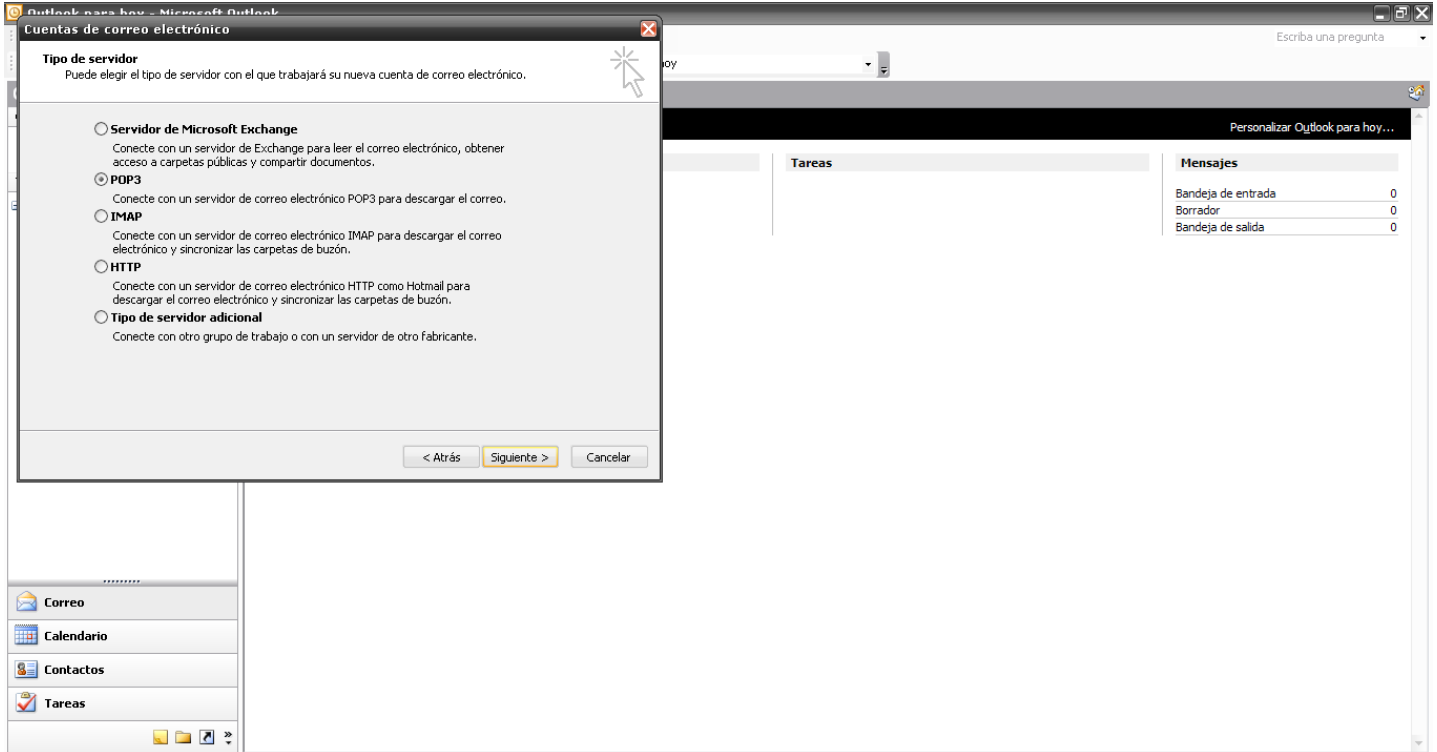 Outlook para hoy - Microsoft Outlook
Cuentas de correo electrónico
Escriba una pregunta
Tipo de servidor
Puede elegir el tipo de servidor con el que trabajará su nueva cuenta de correo electrónico.
hoy
Personalizar Outlook para hoy...
Servidor de Microsoft Exchange
Conecte con un servidor de Exchange para leer el correo electrónico, obtener
acceso a carpetas públicas y compartir documentos.
POP3
Conecte con un servidor de correo electrónico POP3 para descargar el correo.
IMAP
Conecte con un servidor de correo electrónico IMAP para descargar el correo
electrónico y sincronizar las carpetas de buzón.
HTTP
Conecte con un servidor de correo electrónico HTTP como Hotmail para
descargar el correo electrónico y sincronizar las carpetas de buzón.
Tipo de servidor adicional
Conecte con otro grupo de trabajo o con un servidor de otro fabricante.
< Atrás Siguiente > Cancelar
Tareas
Mensajes
Bandeja de entrada 0
Borrador 0
Bandeja de salida 0
Correo
Calendario
Contactos
Tareas